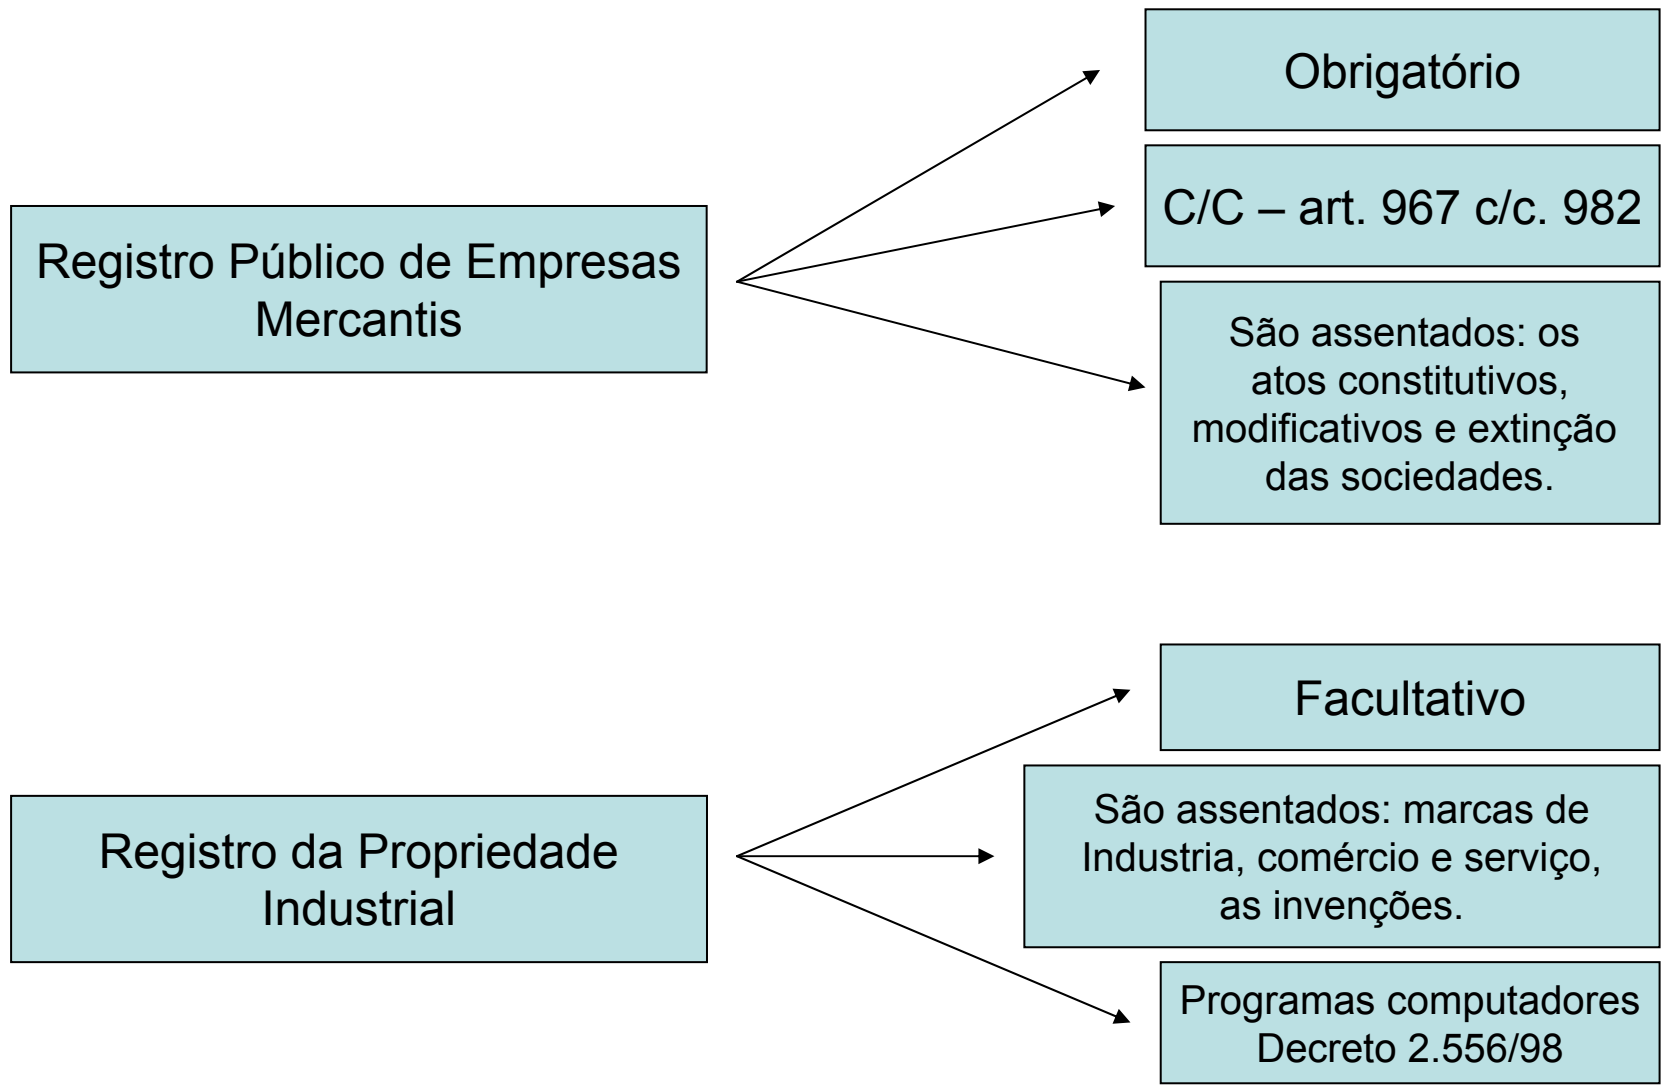 Registro Público de Empresas
Mercantis
Obrigatório
C/C – art. 967 c/c. 982
São assentados: os
atos constitutivos,
modificativos e extinção
das sociedades.
Registro da Propriedade
Industrial
Facultativo
São assentados: marcas de
Industria, comércio e serviço,
as invenções.
Programas computadores
Decreto 2.556/98